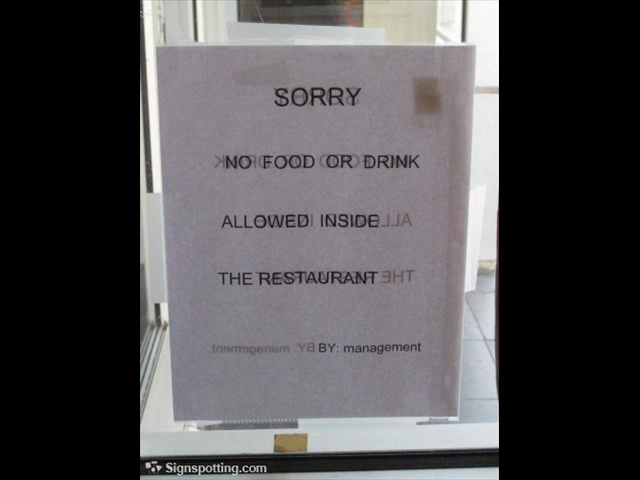 SORRY
NO FOOD OR DRINK
ALLOWED INSIDE
THE RESTAURANT
BY: management
Signspotting.com